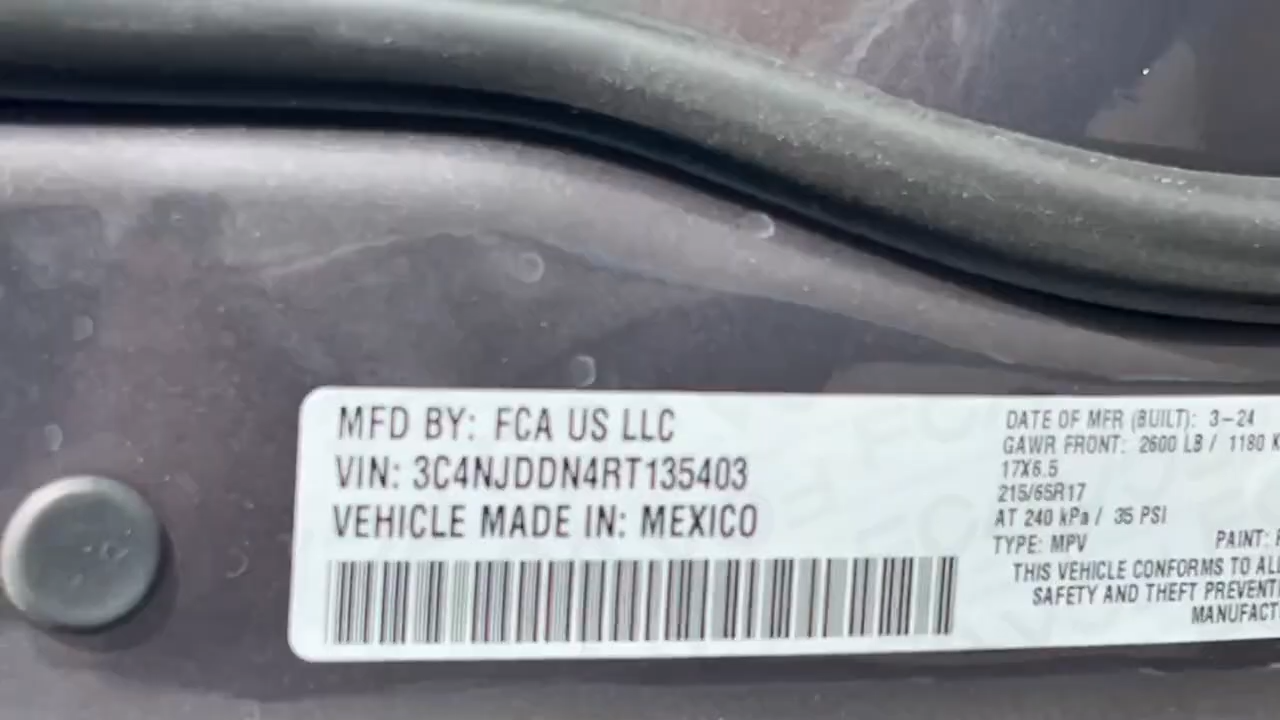 MFD BY: FCA US LLC
VIN: 3C4NJDDN4RT135403
VEHICLE MADE IN: MEXICO
DATE OF MFR (BUILT): 3-24
GAWR FRONT: 2600 LB / 1180 K
17X6.5
215/65R17
AT 240 kPa / 35 PSI
TYPE: MPV PAINT:
THIS VEHICLE CONFORMS TO ALL
SAFETY AND THEFT PREVENTI
MANUFACT